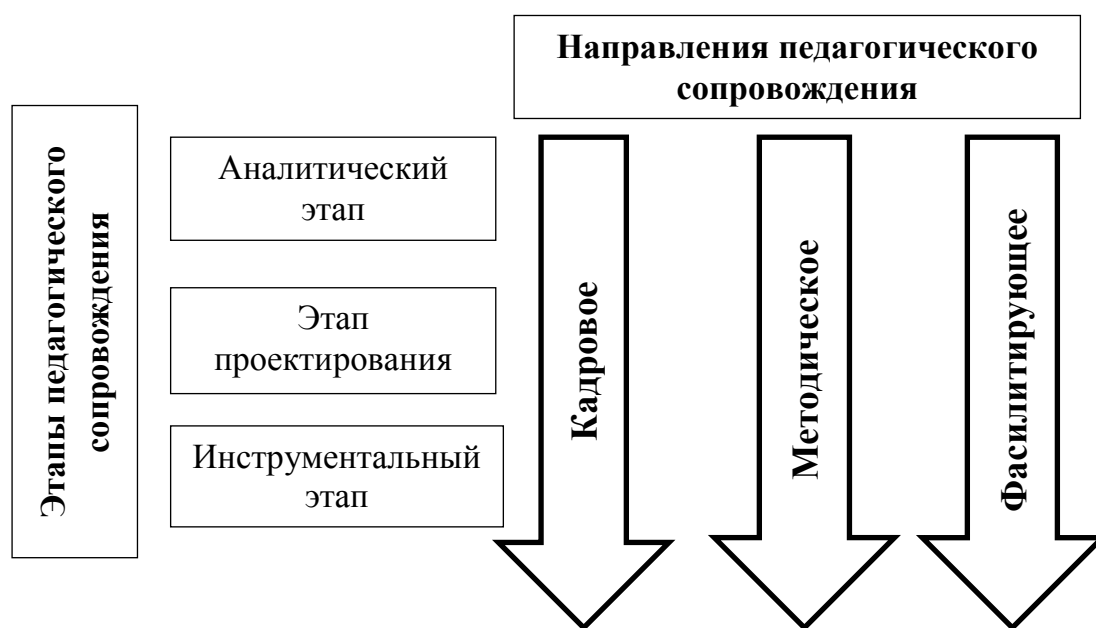 Направления педагогического
сопровождения
Этапы педагогического
сопровождения
Аналитический
этап
Этап
проектирования
Инструментальный
этап
Кадровое
Методическое
Фасилитирующее